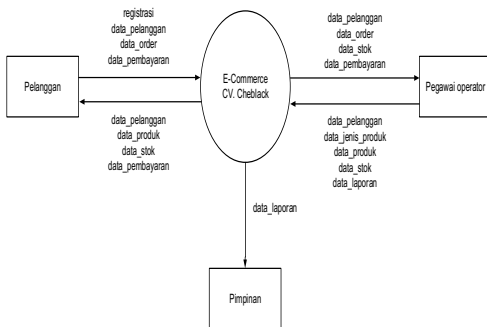 registrasi
data_pelanggan
data_order
data_pembayaran
data_pelanggan
data_order
data_stok
data_pembayaran
Pelanggan
E-Commerce
CV. Cheblack
Pegawai operator
data_pelanggan
data_produk
data_stok
data_pembayaran
data_pelanggan
data_jenis_produk
data_produk
data_stok
data_laporan
data_laporan
Pimpinan